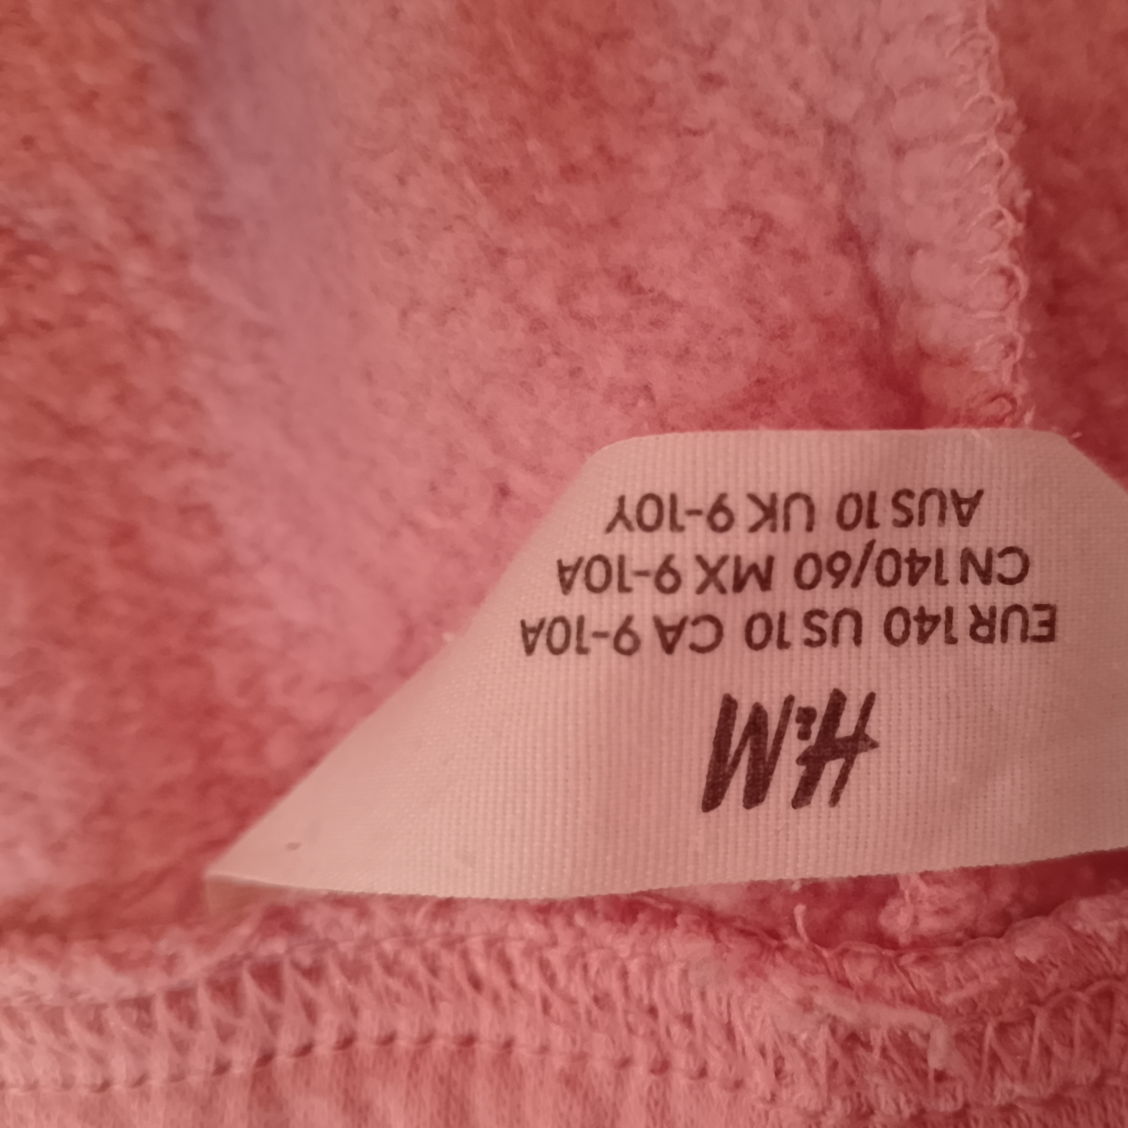 H&M
EUR 140 US 10 CA 9-10A
CN 140/60 MX 9-10A
AUS 10 UK 9-10Y